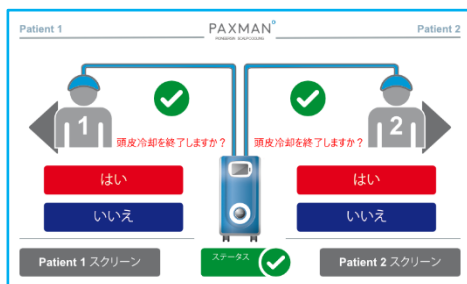 Patient 1
PAXMAN
PIONEERING SCALP COOLING
Patient 2
1
2
頭皮冷却を終了しますか?
頭皮冷却を終了しますか?
はい
はい
いいえ
いいえ
Patient 1 スクリーン
ステータス
Patient 2 スクリーン